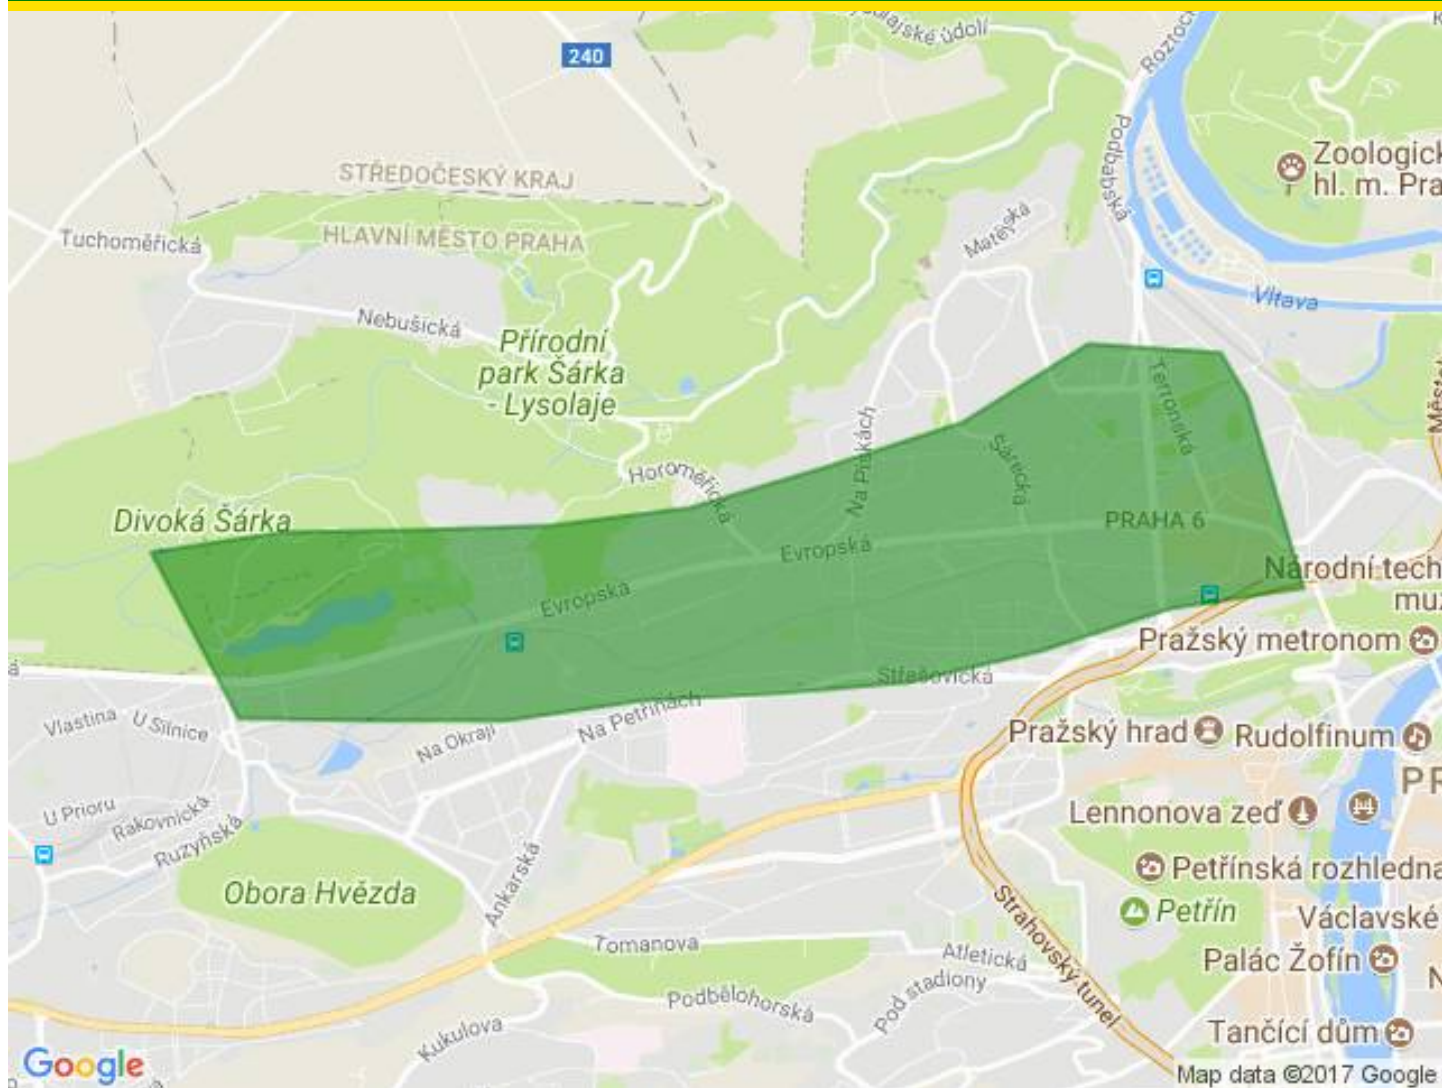 240
Roztock
STŘEDOČESKÝ KRAJ
Podbabská
Zoologick
hl. m. Pra
Tuchoměřická
HLAVNÍ MĚSTO PRAHA
Matějská
Vltava
Nebušická
Přírodní
park Šárka
- Lysolaje
Terronská
Na Pískách
Šárecká
Horoměřická
Divoká Šárka
PRAHA 6
Evropská
Evropská
Národní tech
muz
Pražský metronom
Střešovická
Vlastina
U Silnice
Na Petřinách
Na Okraji
Pražský hrad
Rudolfinum
PR
U Prioru
Rakovnická
Ruzyňská
Lennonova zeď
Petřínská rozhledna
Obora Hvězda
Ankarská
Petřín
Václavské
Strahovský tunel
Tomanova
Atletická
Palác Žofín
N
Pod stadiony
Podbělohorská
Kukulova
Tančící dům
Google
Map data ©2017 Google